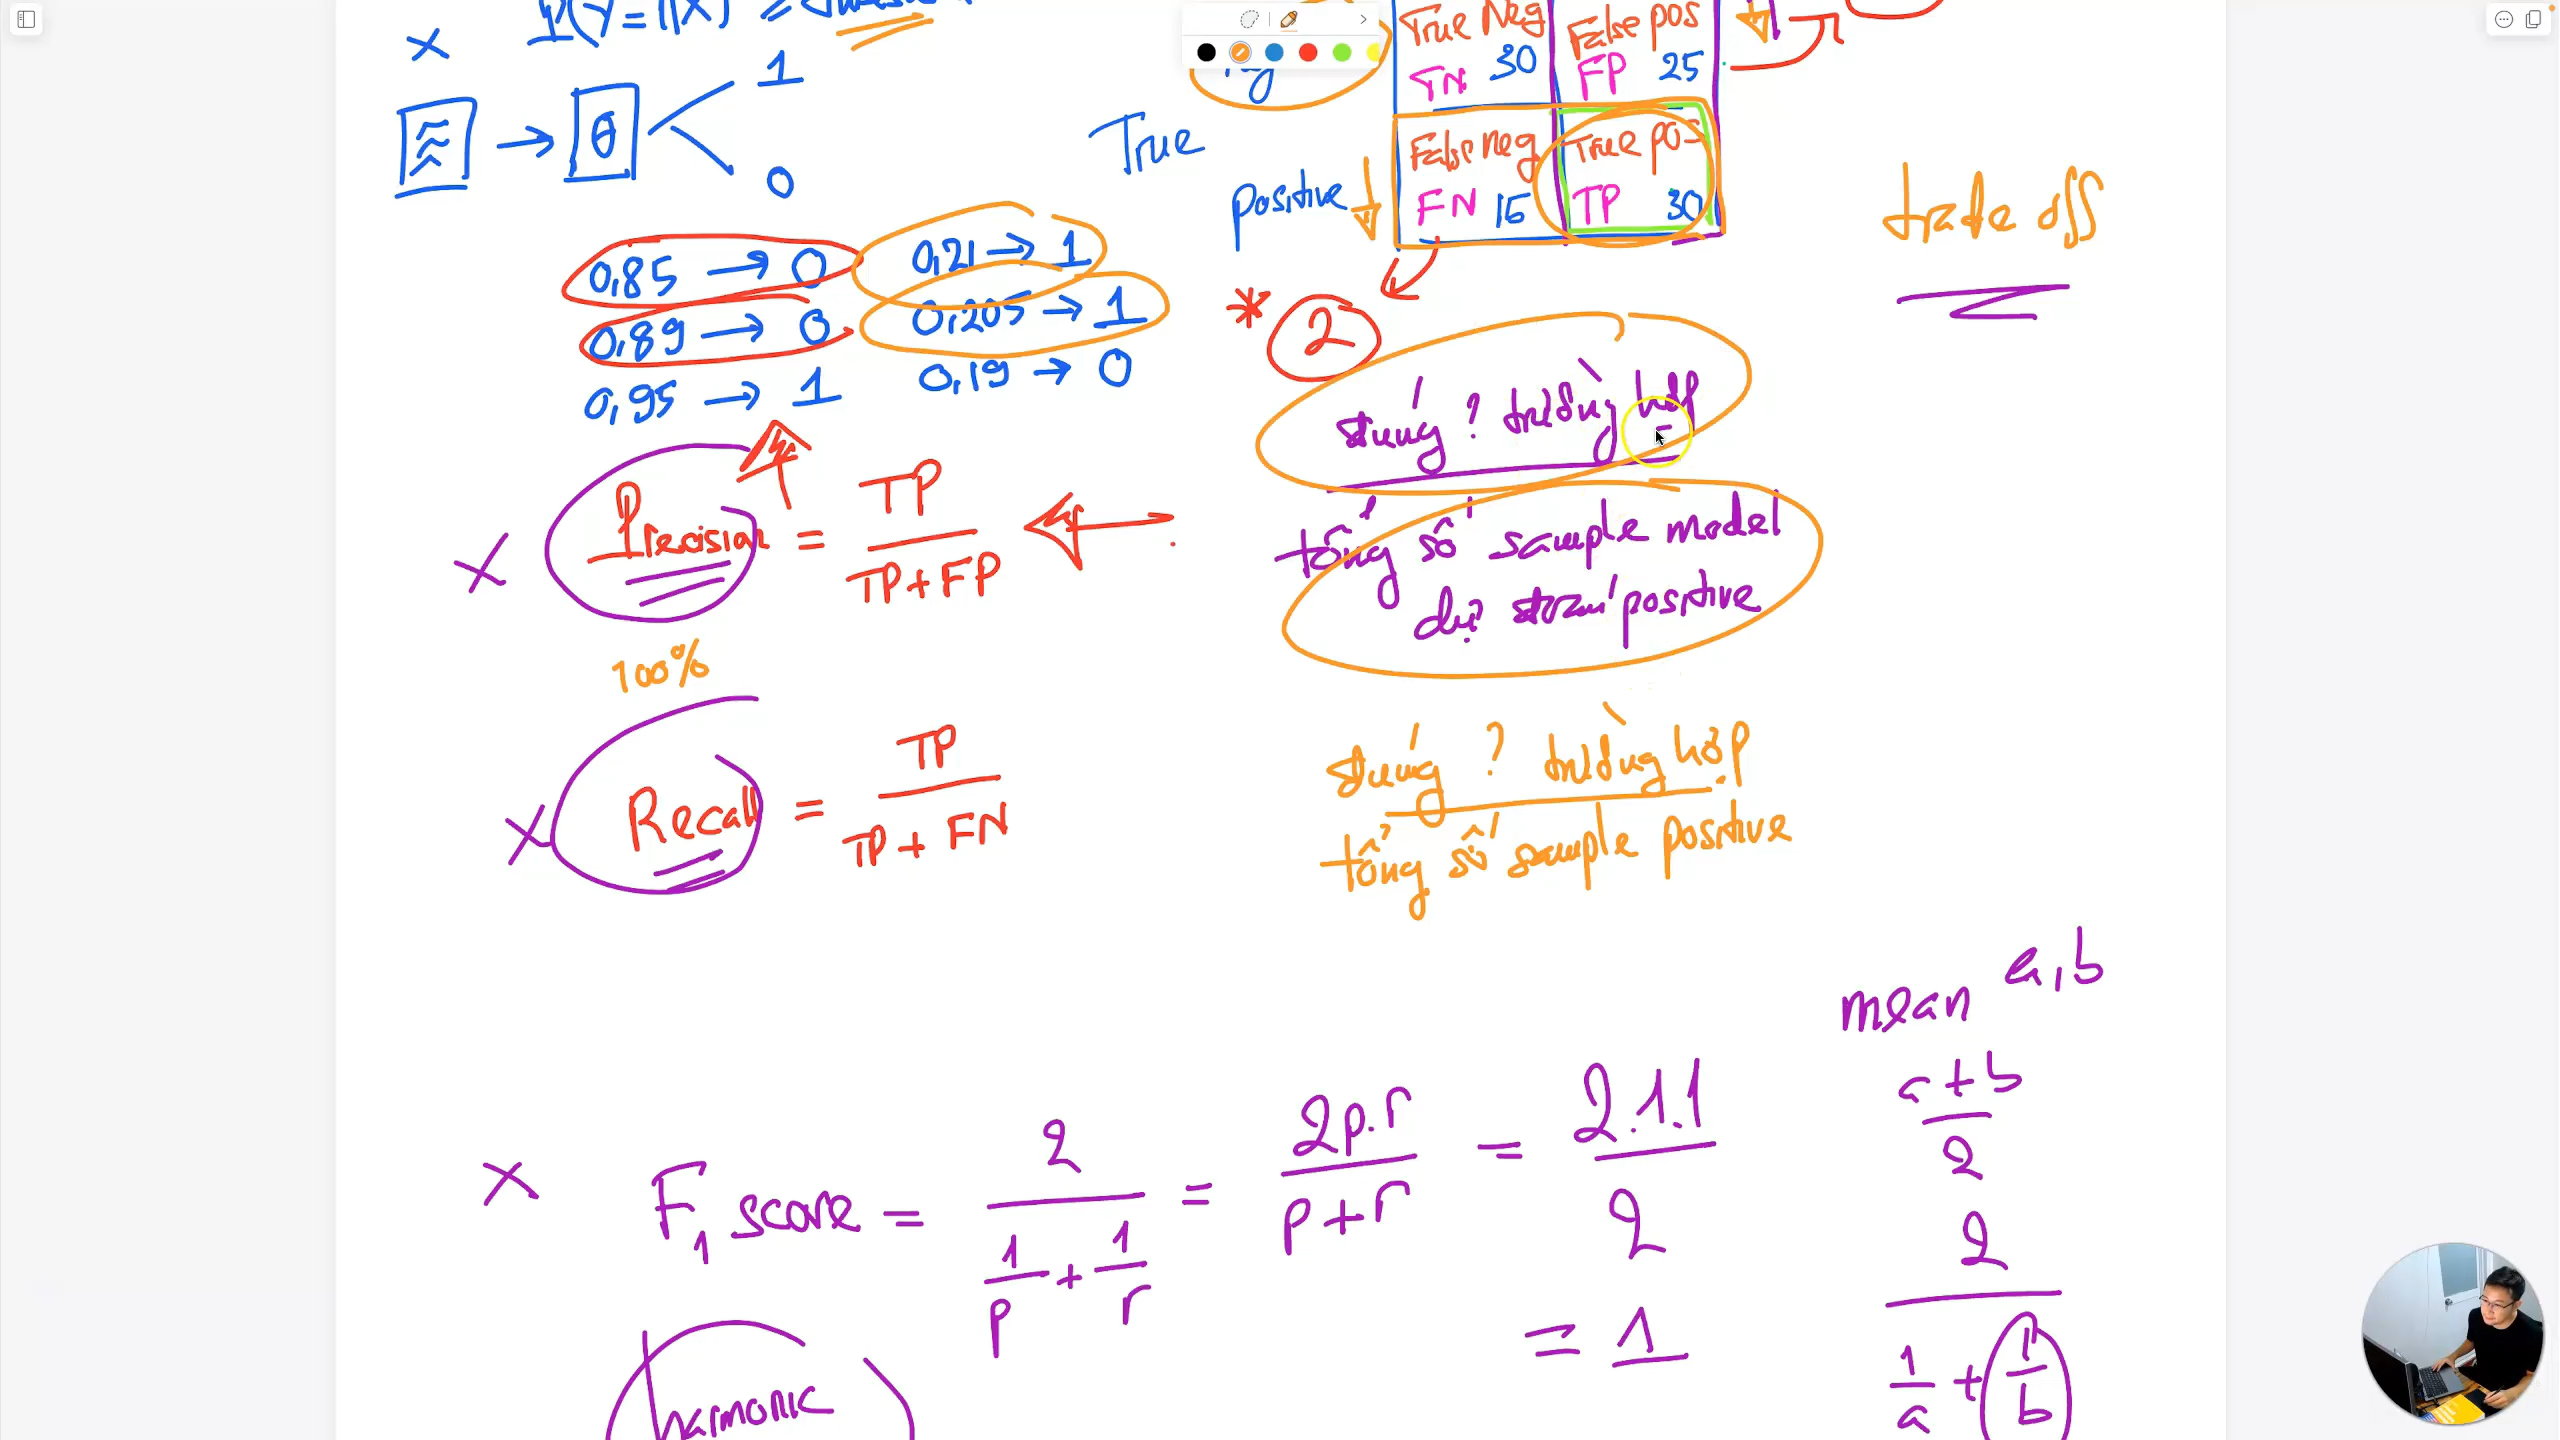 x P(Y=1|X) ≥
1
θ
0
0,85 → 0
0,89 → 0
0,95 → 1
0,21 → 1
0,205 → 1
0,19 → 0
True
positive
True Neg
TN 30
False pos
FP 25
False neg
FN 15
True pos
TP 30
trade off
* 2
đúng ? trường hợp
tổng số sample model
dự đoán positive
x Precision = TP / TP + FP
100%
x Recall = TP / TP + FN
đúng ? trường hợp
tổng số sample positive
mean a,b
a+b / 2
2 / 1/a + 1/b
x F1 score = 2 / 1/p + 1/r = 2p.r / p+r = 2.1.1 / 2
= 1
harmonic